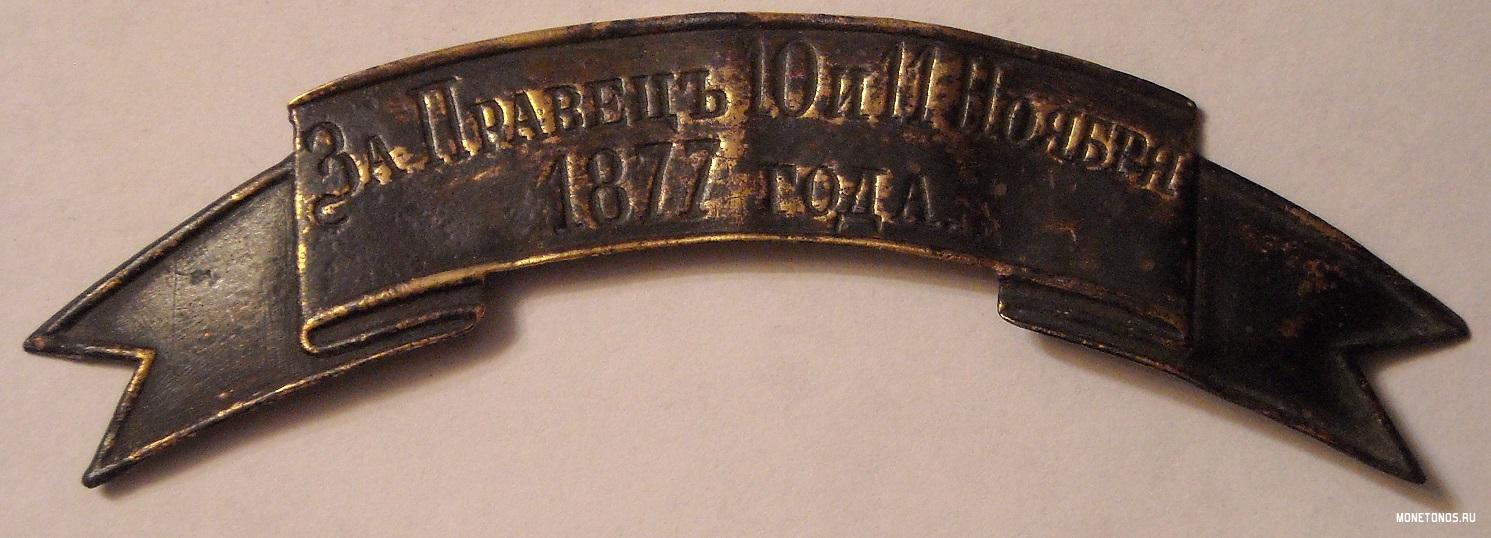 За Правецъ 10 и 11 Ноября
1877 года.
MONETONOS.RU